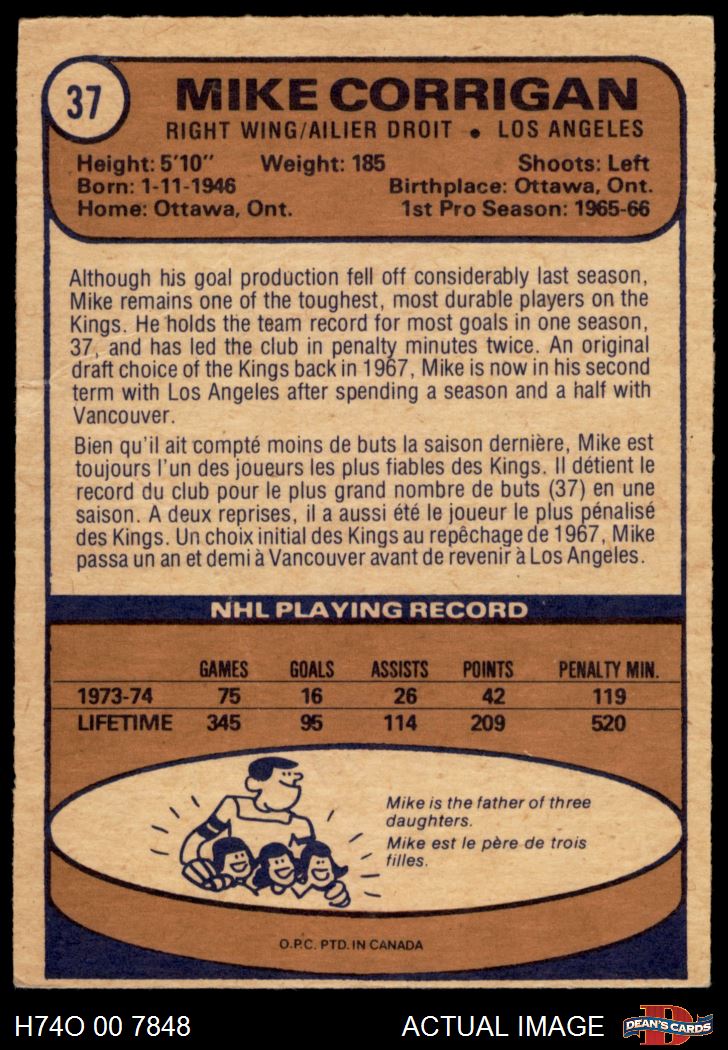 37
MIKE CORRIGAN
RIGHT WING/AILIER DROIT • LOS ANGELES
Height: 5'10" Weight: 185 Shoots: Left
Born: 1-11-1946 Birthplace: Ottawa, Ont.
Home: Ottawa, Ont. 1st Pro Season: 1965-66
Although his goal production fell off considerably last season,
Mike remains one of the toughest, most durable players on the
Kings. He holds the team record for most goals in one season,
37, and has led the club in penalty minutes twice. An original
draft choice of the Kings back in 1967, Mike is now in his second
term with Los Angeles after spending a season and a half with
Vancouver.
Bien qu'il ait compté moins de buts la saison dernière, Mike est
toujours l'un des joueurs les plus fiables des Kings. Il détient le
record du club pour le plus grand nombre de buts (37) en une
saison. A deux reprises, il a aussi été le joueur le plus pénalisé
des Kings. Un choix initial des Kings au repêchage de 1967, Mike
passa un an et demi à Vancouver avant de revenir à Los Angeles.
NHL PLAYING RECORD
GAMES GOALS ASSISTS POINTS PENALTY MIN.
1973-74 75 16 26 42 119
LIFETIME 345 95 114 209 520
Mike is the father of three
daughters.
Mike est le père de trois
filles.
O.P.C. PTD. IN CANADA
H74O 00 7848 ACTUAL IMAGE DEAN'S CARDS